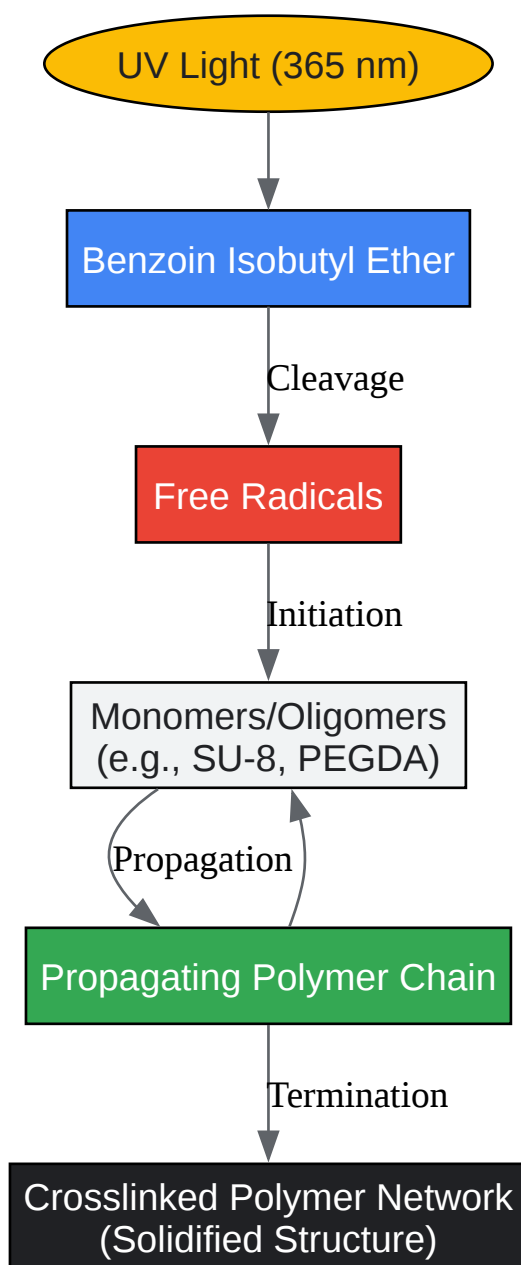 UV Light (365 nm)
Benzoin Isobutyl Ether
Cleavage
Free Radicals
Initiation
Monomers/Oligomers
(e.g., SU-8, PEGDA)
Propagation
Propagating Polymer Chain
Termination
Crosslinked Polymer Network
(Solidified Structure)